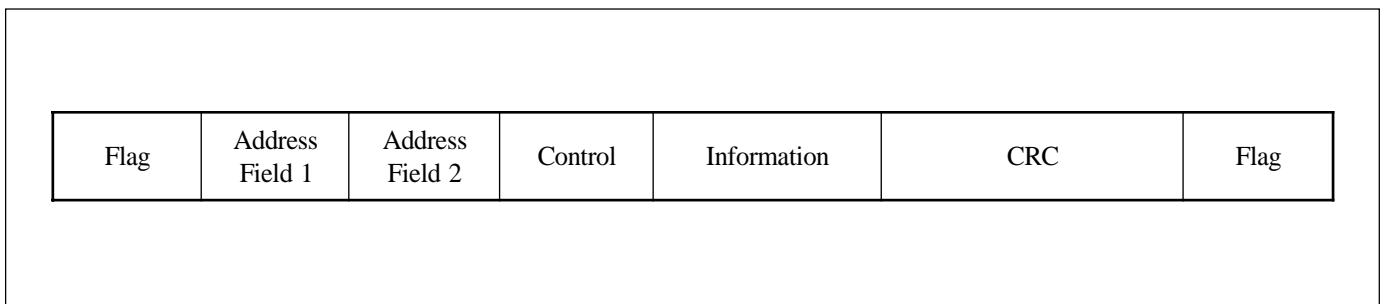 Flag
Address
Field 1
Address
Field 2
Control
Information
CRC
Flag